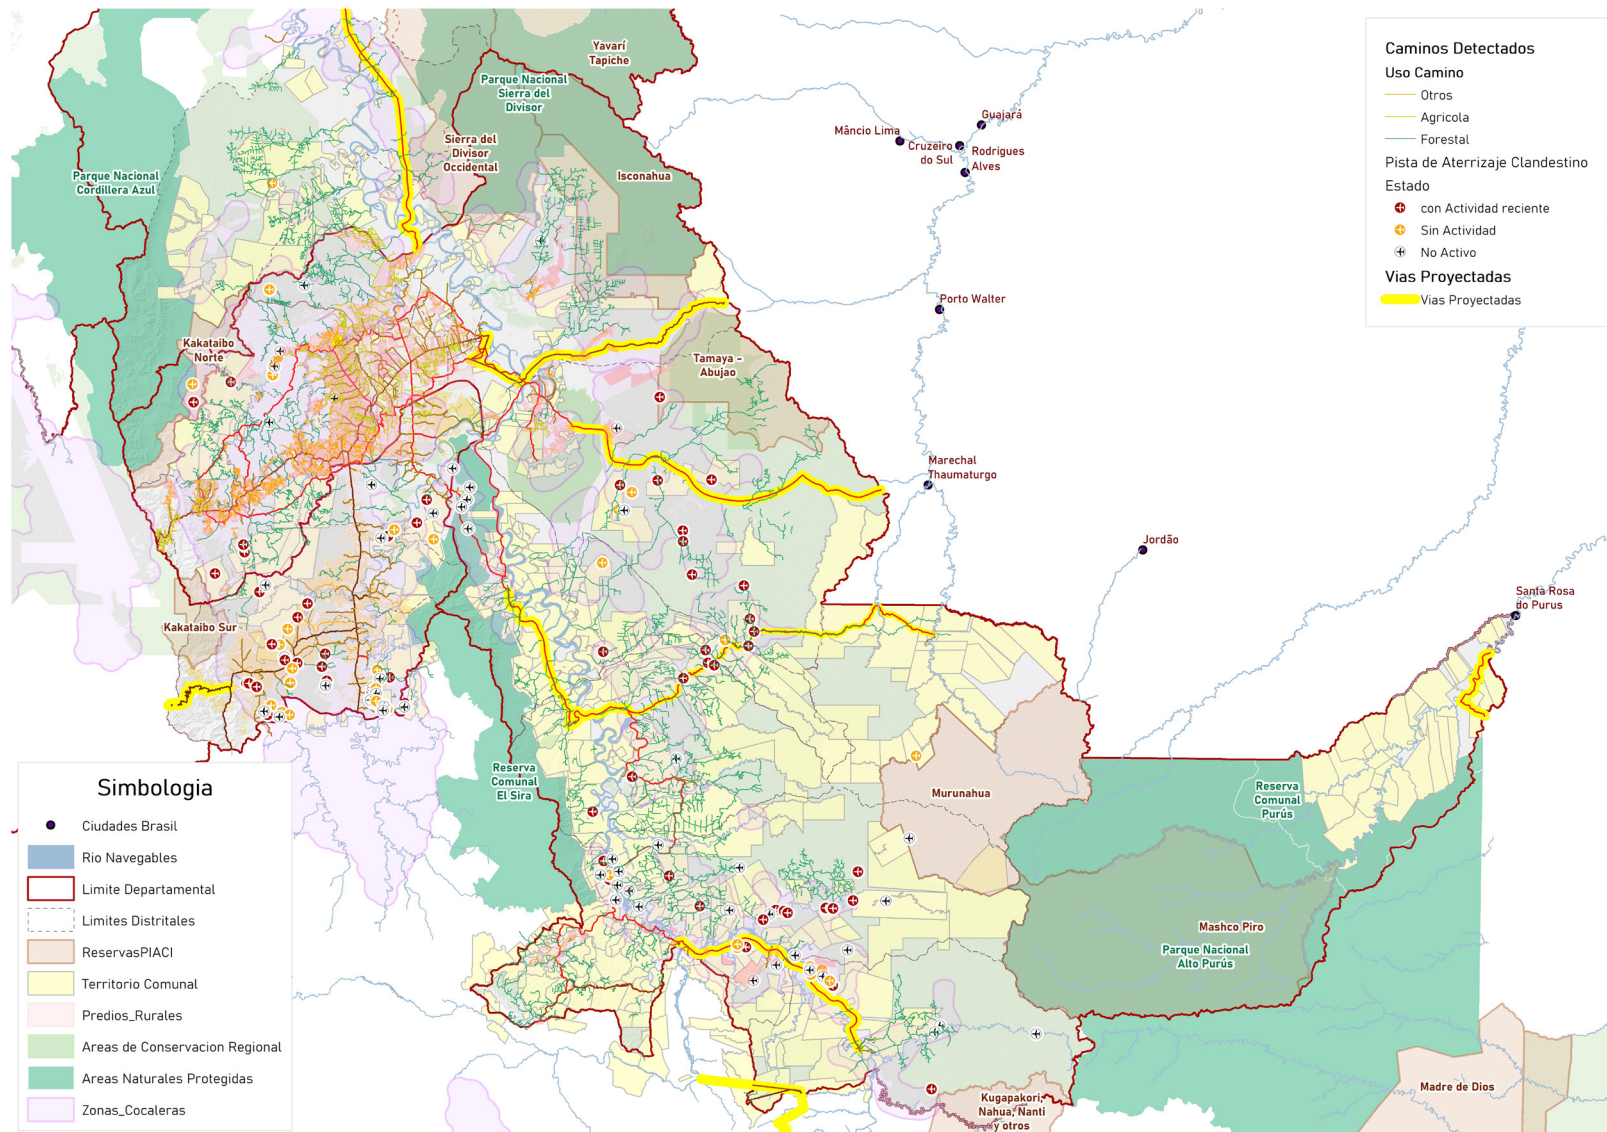 Caminos Detectados
Uso Camino
Otros
Agricola
Forestal
Pista de Aterrizaje Clandestino
Estado
con Actividad reciente
Sin Actividad
No Activo
Vias Proyectadas
Vias Proyectadas
Yavarí
Tapiche
Parque Nacional
Sierra del
Divisor
Sierra del
Divisor
Occidental
Isconahua
Parque Nacional
Cordillera Azul
Mâncio Lima
Guajará
Cruzeiro
do Sul
Rodrigues
Alves
Porto Walter
Kakataibo
Norte
Tamaya -
Abujao
Marechal
Thaumaturgo
Jordão
Santa Rosa
do Purus
Kakataibo Sur
Reserva
Comunal
El Sira
Murunahua
Reserva
Comunal
Purús
Mashco Piro
Parque Nacional
Alto Purús
Madre de Dios
Kugapakori,
Nahua, Nanti
y otros
Simbologia
Ciudades Brasil
Rio Navegables
Limite Departamental
Limites Distritales
ReservasPIACI
Territorio Comunal
Predios_Rurales
Areas de Conservacion Regional
Areas Naturales Protegidas
Zonas_Cocaleras